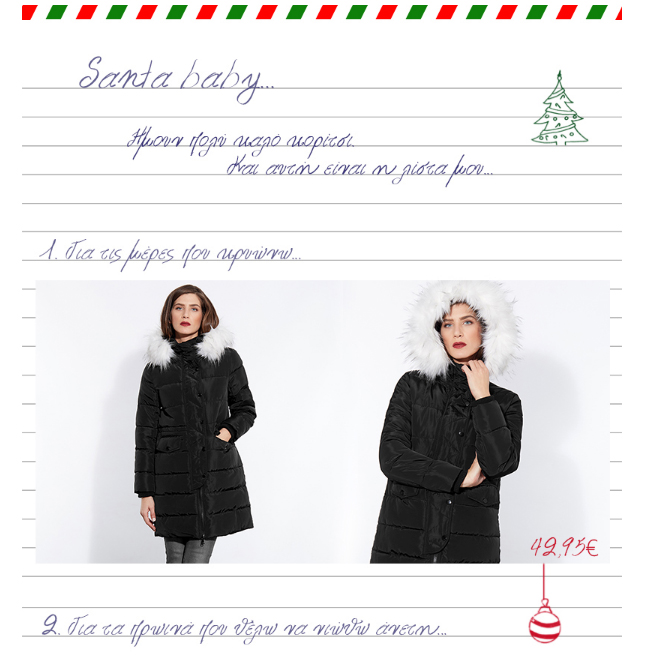 Santa baby...
Ήμουν πολύ καλό κορίτσι.
Και αυτή είναι η λίστα μου...
1. Για τις μέρες που κρυώνω...
42,95€
2. Για τα πρωινά που θέλω να νιώθω άνετη...